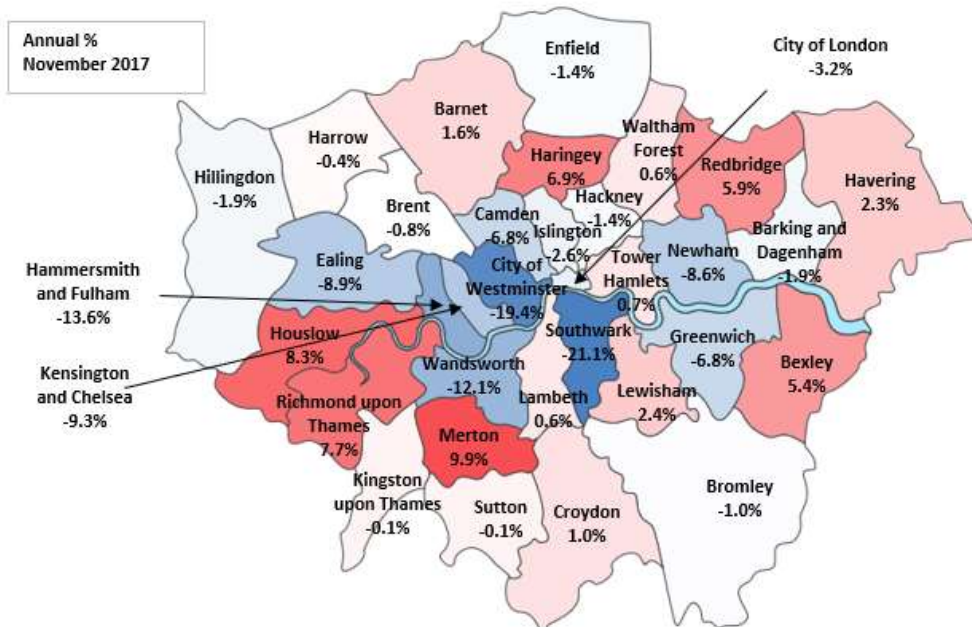 Annual %
November 2017
Enfield
-1.4%
City of London
-3.2%
Barnet
1.6%
Harrow
-0.4%
Haringey
6.9%
Waltham
Forest
0.6%
Redbridge
5.9%
Havering
2.3%
Hillingdon
-1.9%
Brent
-0.8%
Camden
-6.8%
Hackney
-1.4%
Islington
-2.6%
Barking and
Dagenham
-1.9%
Newham
-8.6%
Tower
Hamlets
0.7%
Ealing
-8.9%
City of
Westminster
-19.4%
Hammersmith
and Fulham
-13.6%
Houslow
8.3%
Southwark
-21.1%
Greenwich
-6.8%
Bexley
5.4%
Kensington
and Chelsea
-9.3%
Wandsworth
-12.1%
Lambeth
0.6%
Lewisham
2.4%
Richmond upon
Thames
7.7%
Merton
9.9%
Kingston
upon Thames
-0.1%
Sutton
-0.1%
Croydon
1.0%
Bromley
-1.0%